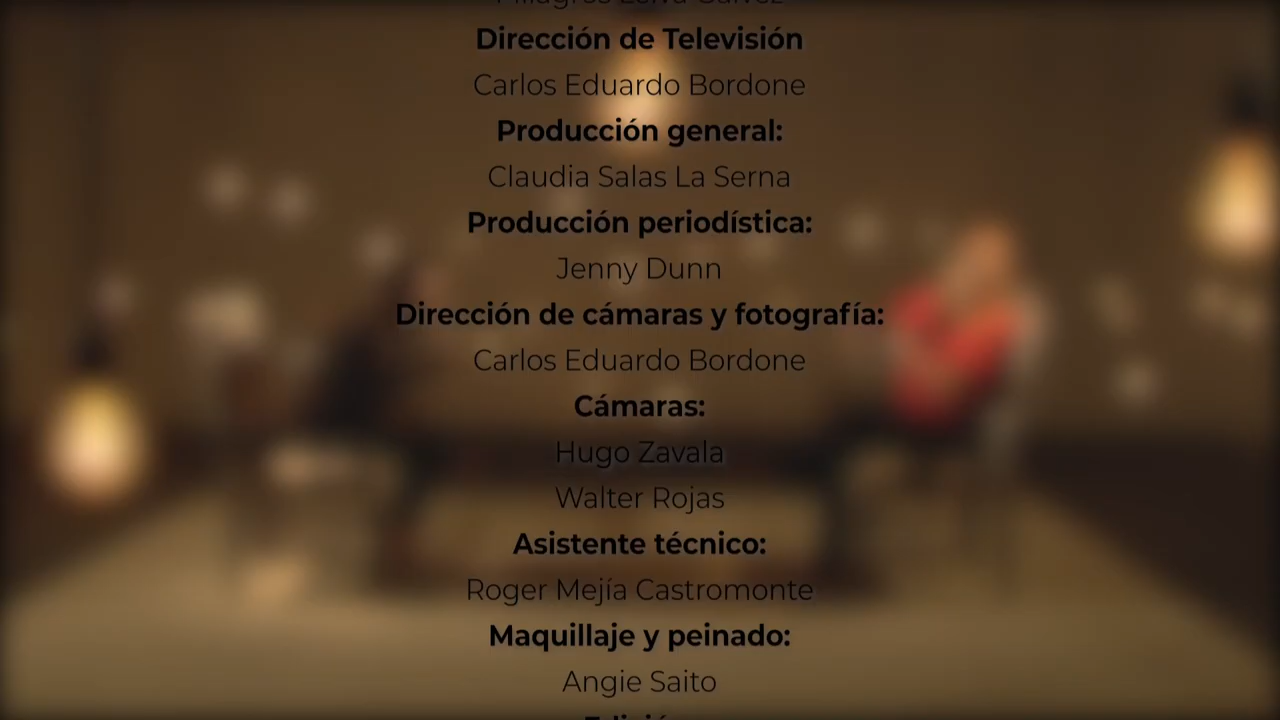 Dirección de Televisión
Carlos Eduardo Bordone
Producción general:
Claudia Salas La Serna
Producción periodística:
Jenny Dunn
Dirección de cámaras y fotografía:
Carlos Eduardo Bordone
Cámaras:
Hugo Zavala
Walter Rojas
Asistente técnico:
Roger Mejía Castromonte
Maquillaje y peinado:
Angie Saito